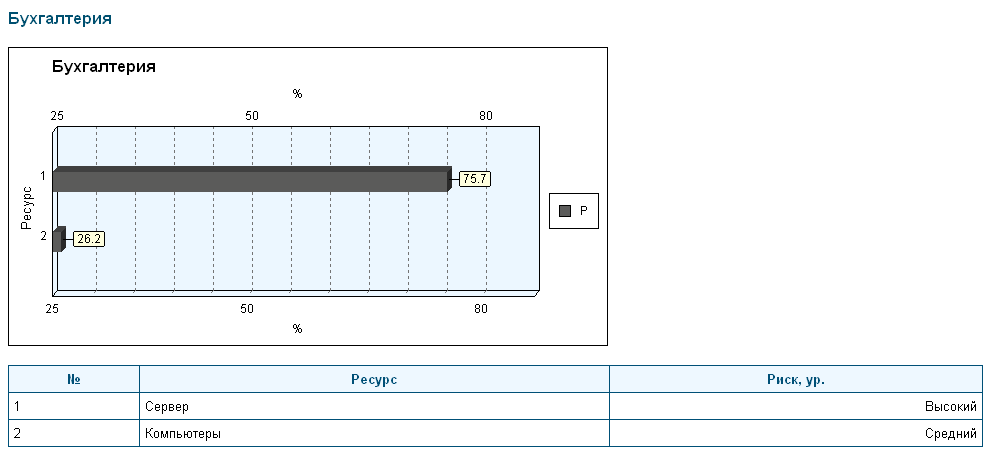 Бухгалтерия
Бухгалтерия
%
25 50 80
Ресурс
1
75.7
2
26.2
Р
25 50 80
%
№ Ресурс Риск, ур.
1 Сервер Высокий
2 Компьютеры Средний